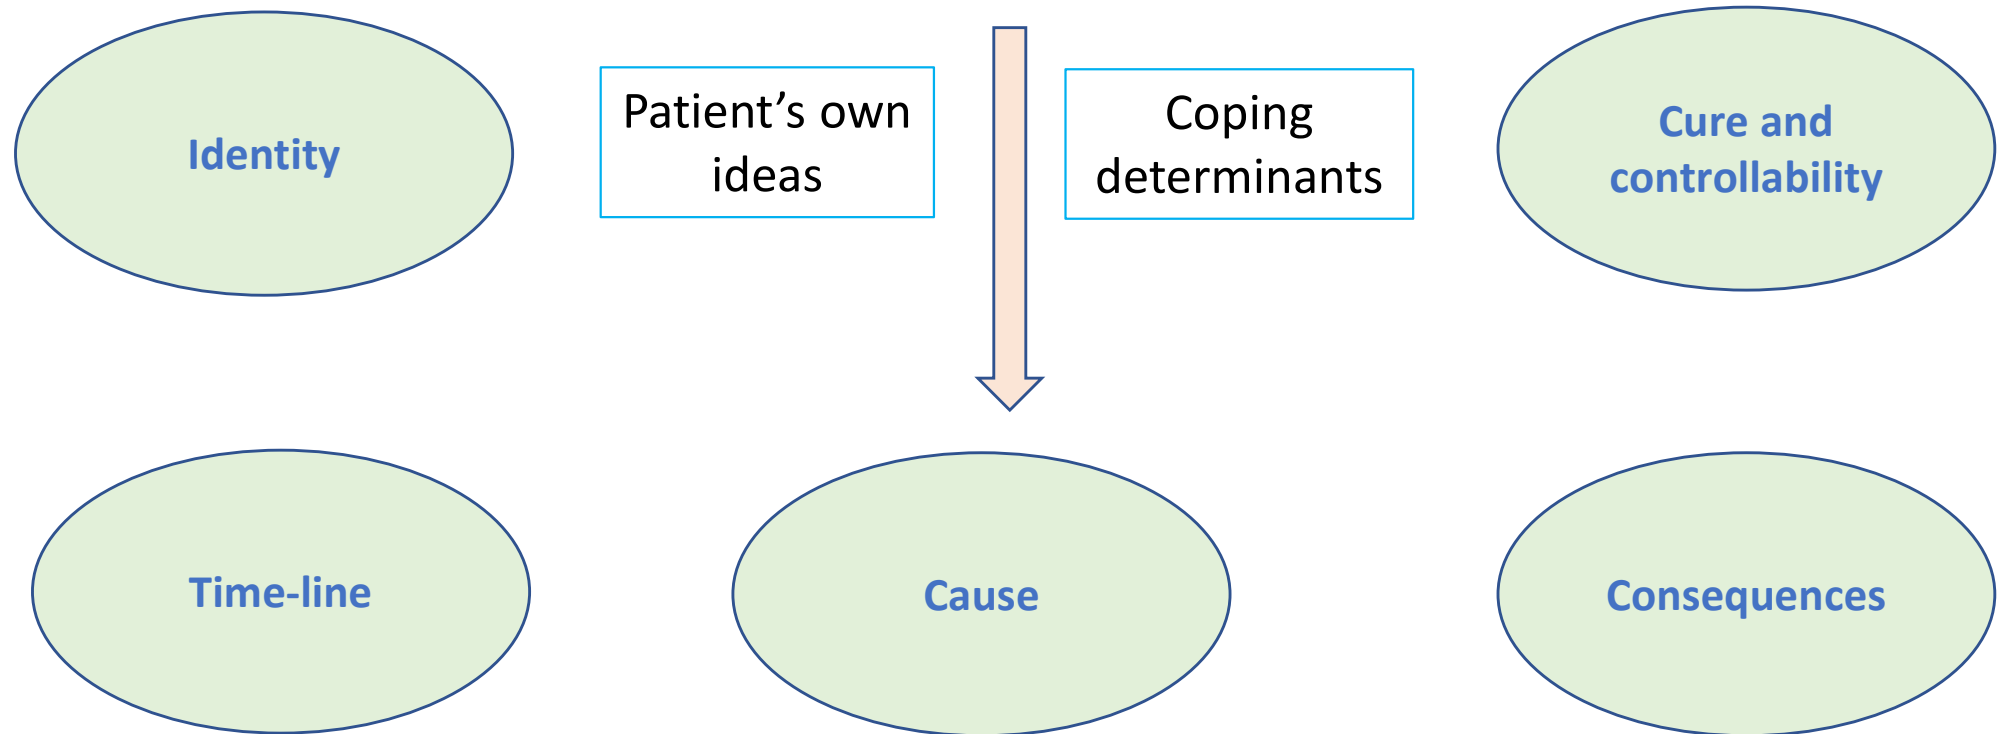 Identity
Patient’s own
ideas
Coping
determinants
Cure and
controllability
Time-line
Cause
Consequences